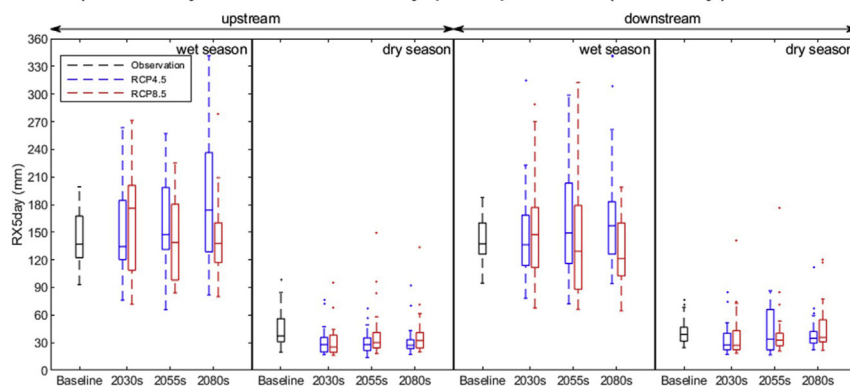 upstream downstream
wet season dry season wet season dry season
Observation
RCP4.5
RCP8.5
RX5day (mm)
360
330
300
270
240
210
180
150
120
90
60
30
0
Baseline 2030s 2055s 2080s Baseline 2030s 2055s 2080s Baseline 2030s 2055s 2080s Baseline 2030s 2055s 2080s